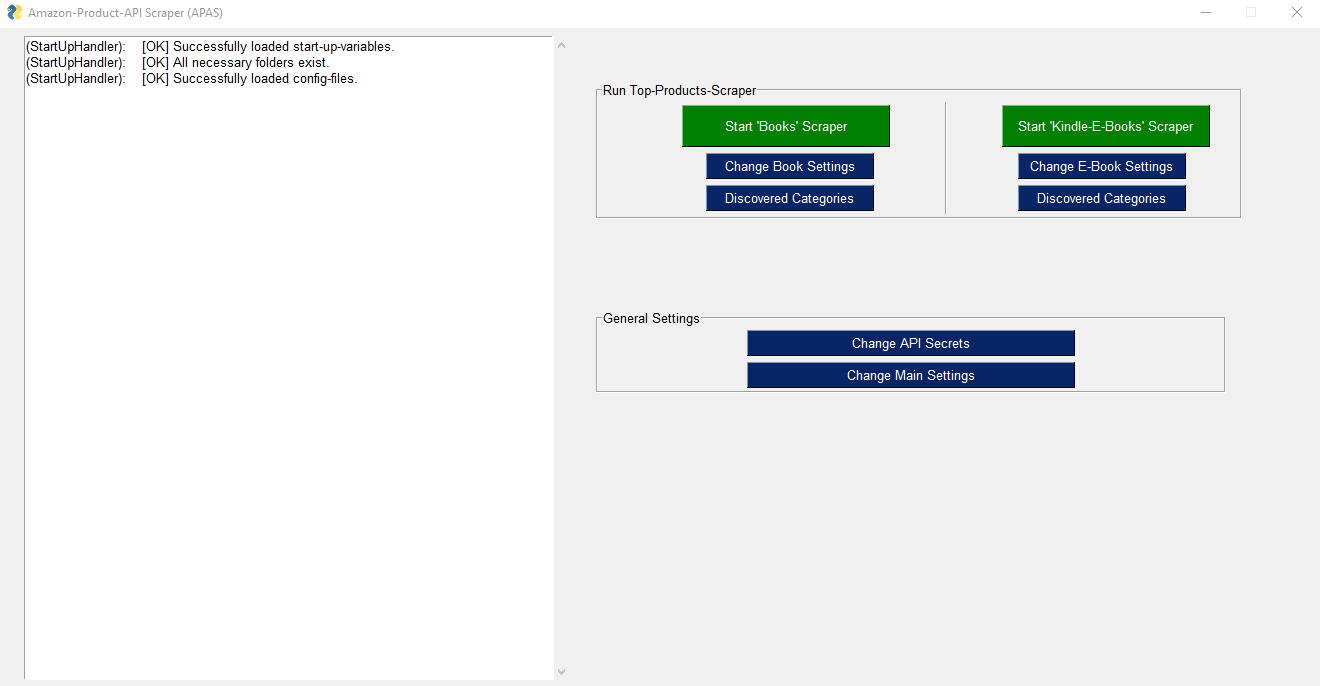 Amazon-Product-API Scraper (APAS)
(StartUpHandler): [OK] Successfully loaded start-up-variables.
(StartUpHandler): [OK] All necessary folders exist.
(StartUpHandler): [OK] Successfully loaded config-files.
Run Top-Products-Scraper
Start 'Books' Scraper
Change Book Settings
Discovered Categories
Start 'Kindle-E-Books' Scraper
Change E-Book Settings
Discovered Categories
General Settings
Change API Secrets
Change Main Settings